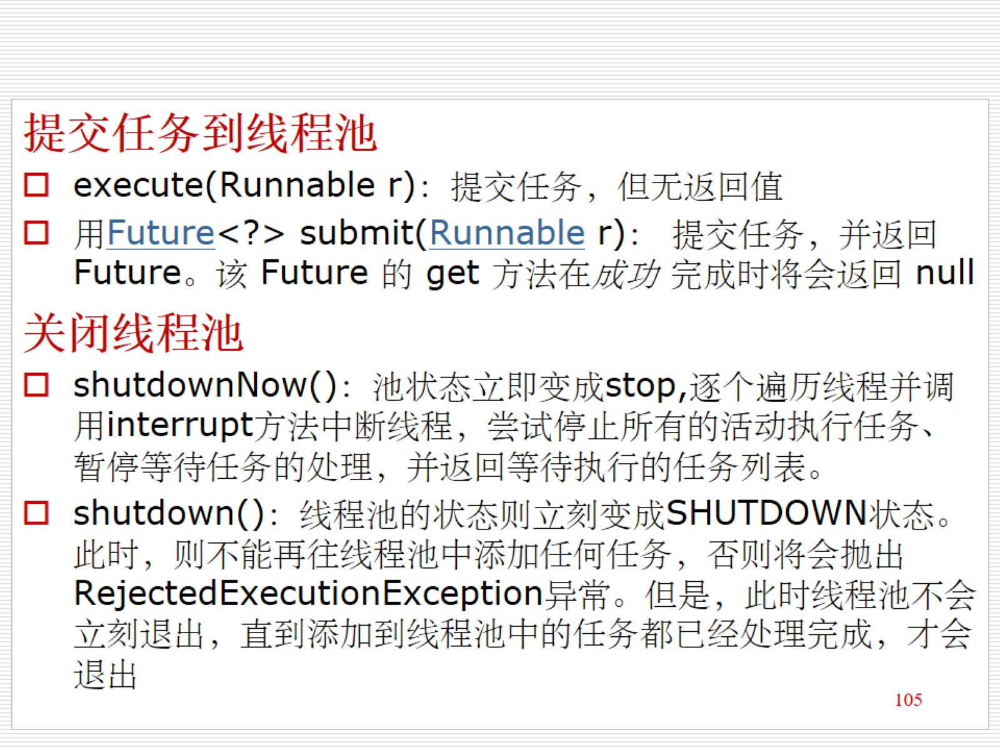 提交任务到线程池
execute(Runnable r)：提交任务，但无返回值
用Future<?> submit(Runnable r)： 提交任务，并返回
Future。该 Future 的 get 方法在成功 完成时将会返回 null
关闭线程池
shutdownNow()：池状态立即变成stop,逐个遍历线程并调
用interrupt方法中断线程，尝试停止所有的活动执行任务、
暂停等待任务的处理，并返回等待执行的任务列表。
shutdown()：线程池的状态则立刻变成SHUTDOWN状态。
此时，则不能再往线程池中添加任何任务，否则将会抛出
RejectedExecutionException异常。但是，此时线程池不会
立刻退出，直到添加到线程池中的任务都已经处理完成，才会
退出
105